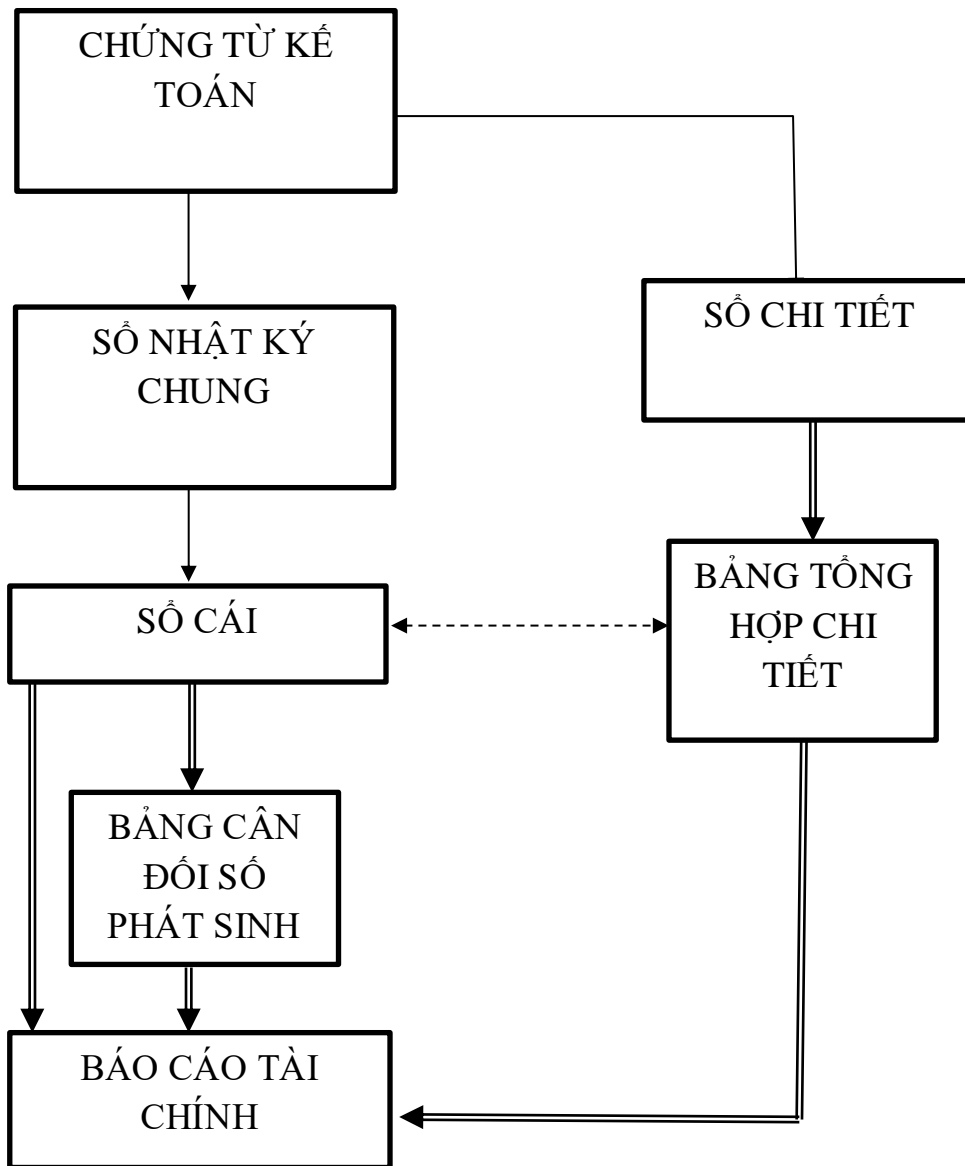 CHỨNG TỪ KẾ
TOÁN
SỔ NHẬT KÝ
CHUNG
SỔ CHI TIẾT
SỔ CÁI
BẢNG TỔNG
HỢP CHI
TIẾT
BẢNG CÂN
ĐỐI SỐ
PHÁT SINH
BÁO CÁO TÀI
CHÍNH